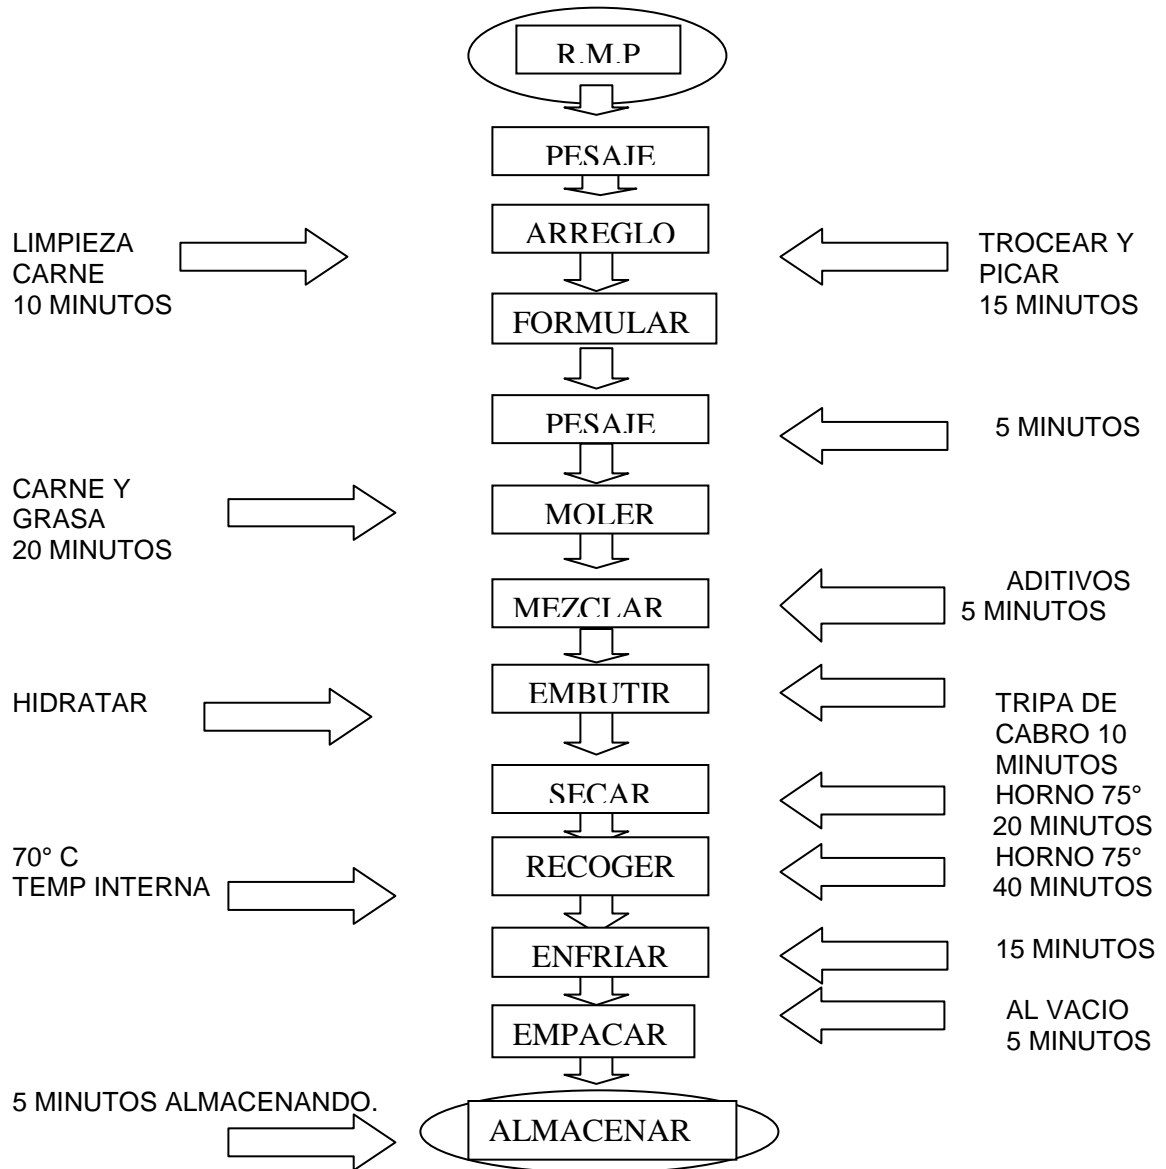 R.M.P
PESAJE
ARREGLO
LIMPIEZA
CARNE
10 MINUTOS
TROCEAR Y
PICAR
15 MINUTOS
FORMULAR
PESAJE
5 MINUTOS
CARNE Y
GRASA
20 MINUTOS
MOLER
MEZCLAR
ADITIVOS
5 MINUTOS
HIDRATAR
EMBUTIR
TRIPA DE
CABRO 10
MINUTOS
SECAR
HORNO 75°
20 MINUTOS
70° C
TEMP INTERNA
RECOGER
HORNO 75°
40 MINUTOS
ENFRIAR
15 MINUTOS
EMPACAR
AL VACIO
5 MINUTOS
5 MINUTOS ALMACENANDO.
ALMACENAR